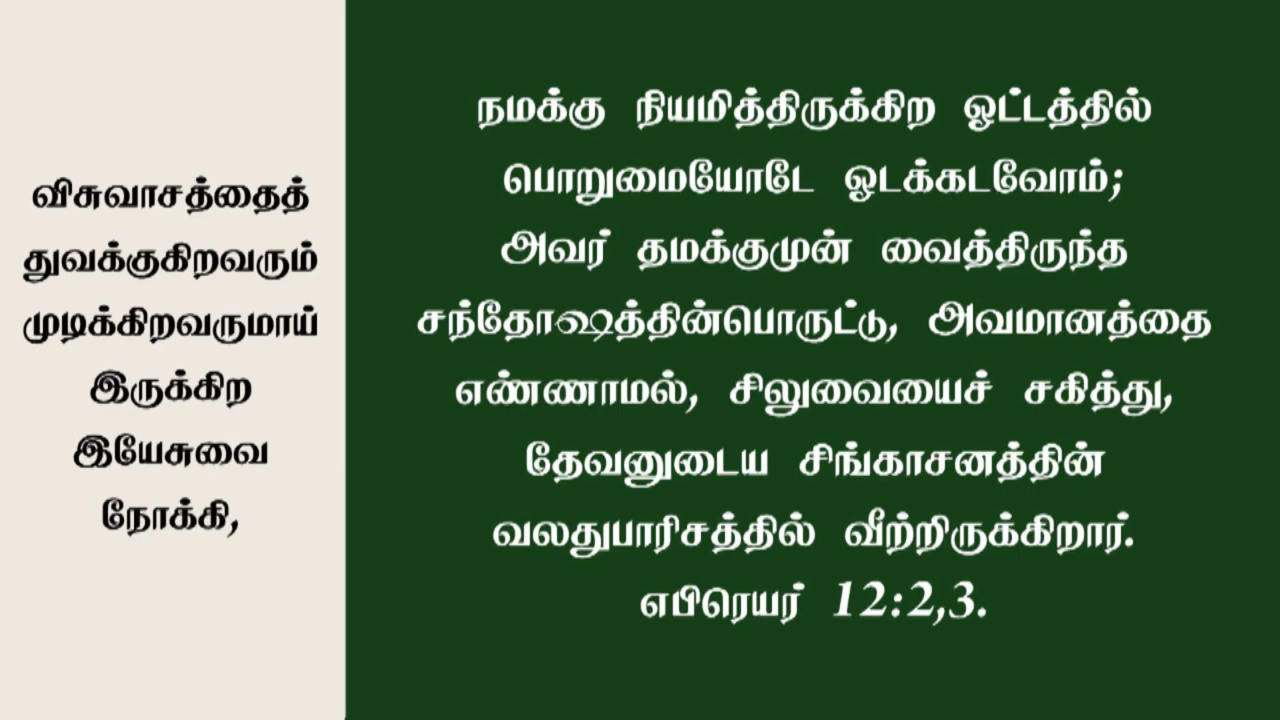 விசுவாசத்தைத்
துவக்குகிறவரும்
முடிக்கிறவருமாய்
இருக்கிற
இயேசுவை
நோக்கி,
நமக்கு நியமித்திருக்கிற ஓட்டத்தில்
பொறுமையோடே ஓடக்கடவோம்;
அவர் தமக்குமுன் வைத்திருந்த
சந்தோஷத்தின்பொருட்டு, அவமானத்தை
எண்ணாமல், சிலுவையைச் சகித்து,
தேவனுடைய சிங்காசனத்தின்
வலதுபாரிசத்தில் வீற்றிருக்கிறார்.
எபிரெயர் 12:2,3.